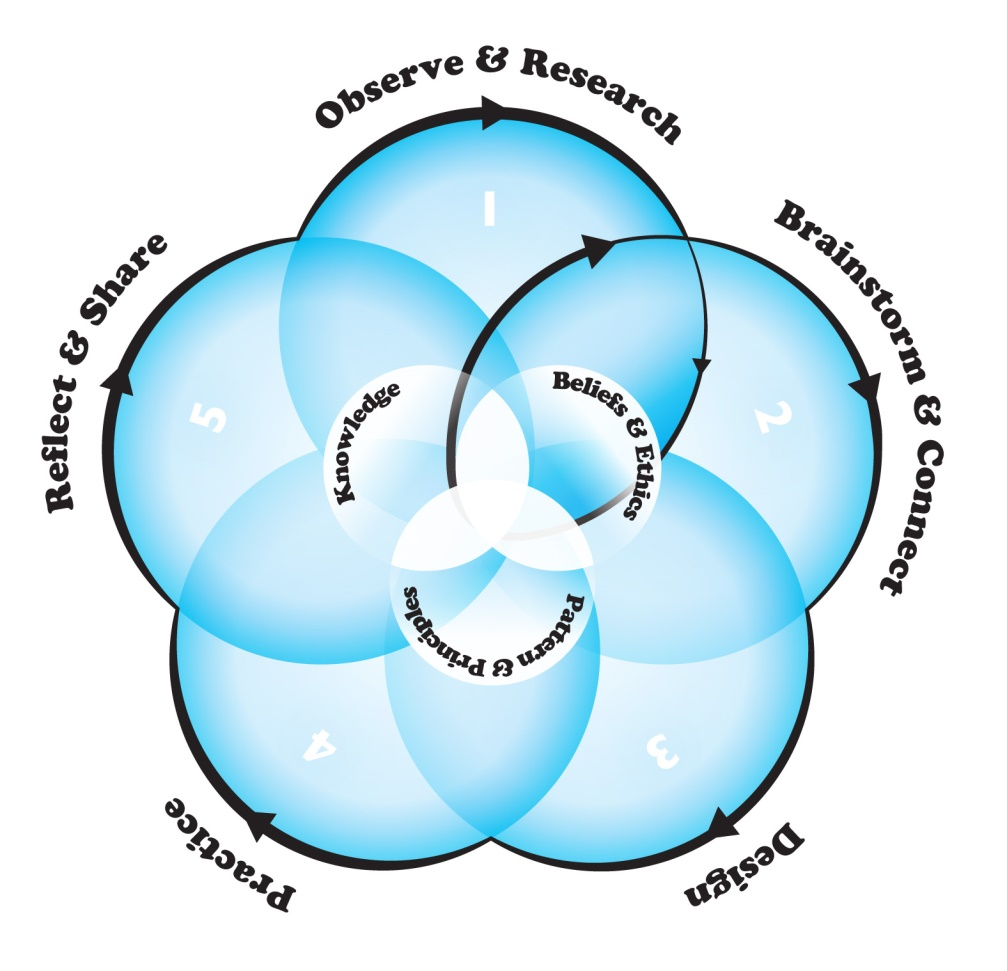 Observe & Research
1
Brainstorm & Connect
2
Design
3
Practice
4
Reflect & Share
5
Knowledge
Beliefs & Ethics
Pattern & Principles